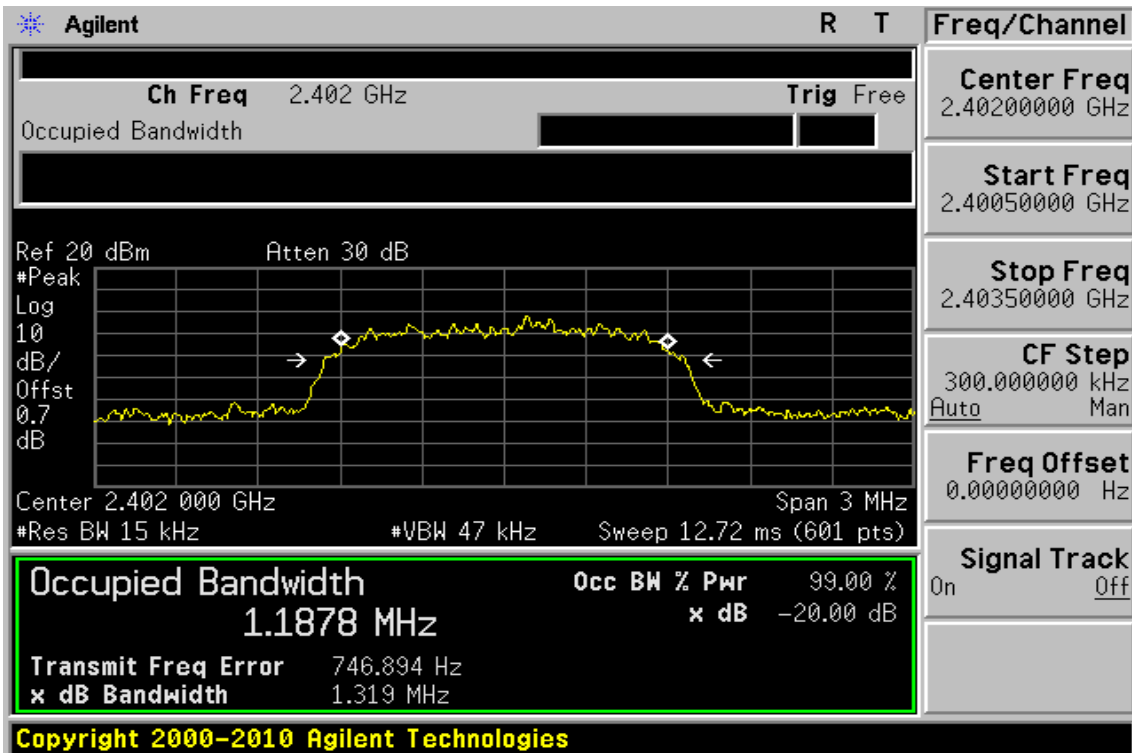 Agilent R T
Freq/Channel
Ch Freq 2.402 GHz Trig Free
Occupied Bandwidth
Center Freq
2.40200000 GHz
Start Freq
2.40050000 GHz
Stop Freq
2.40350000 GHz
CF Step
300.000000 kHz
Auto Man
Freq Offset
0.00000000 Hz
Signal Track
On Off
Ref 20 dBm Atten 30 dB
#Peak
Log
10
dB/
Offst
0.7
dB
Center 2.402 000 GHz Span 3 MHz
#Res BW 15 kHz #VBW 47 kHz Sweep 12.72 ms (601 pts)
Occupied Bandwidth
1.1878 MHz
Occ BW % Pwr 99.00 %
x dB -20.00 dB
Transmit Freq Error 746.894 Hz
x dB Bandwidth 1.319 MHz
Copyright 2000-2010 Agilent Technologies